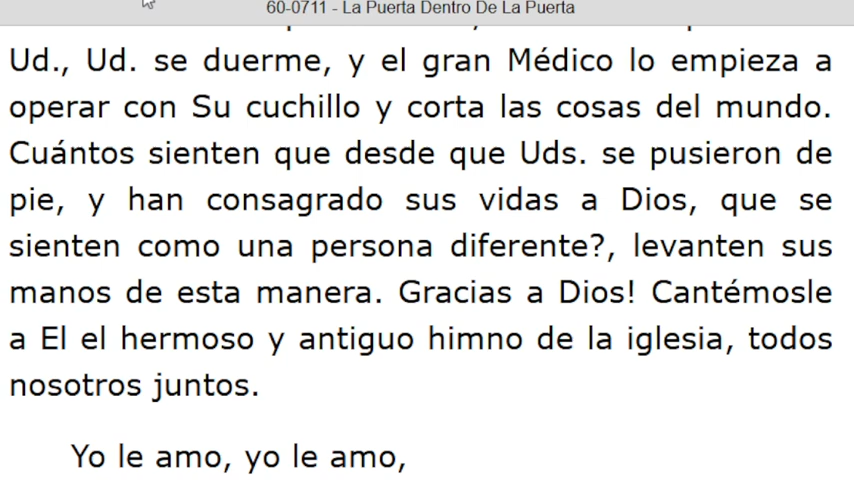 60-0711 - La Puerta Dentro De La Puerta
Ud., Ud. se duerme, y el gran Médico lo empieza a
operar con Su cuchillo y corta las cosas del mundo.
Cuántos sienten que desde que Uds. se pusieron de
pie, y han consagrado sus vidas a Dios, que se
sienten como una persona diferente?, levanten sus
manos de esta manera. Gracias a Dios! Cantémosle
a El el hermoso y antiguo himno de la iglesia, todos
nosotros juntos.
Yo le amo, yo le amo,